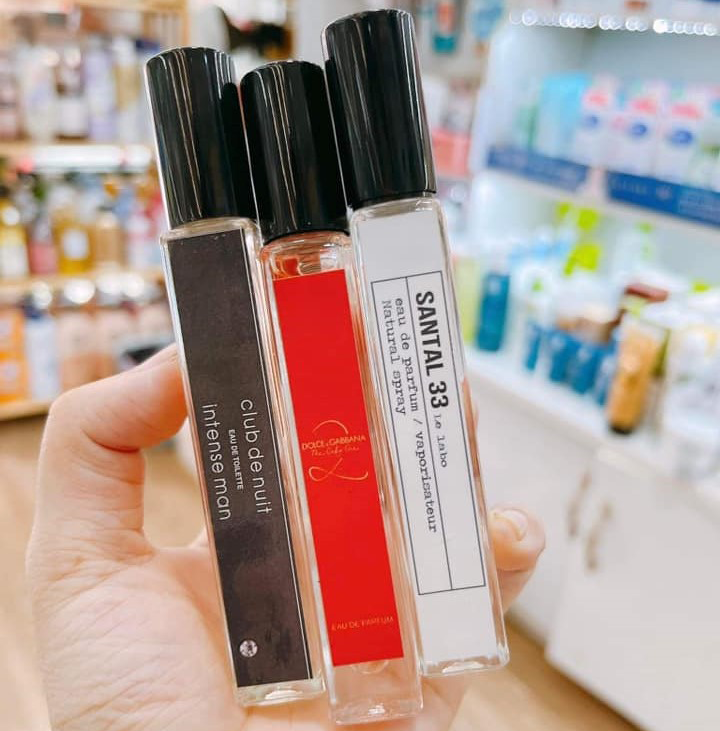 club de nuit
EAU DE TOILETTE
intense man
DOLCE & GABBANA
The Only One
2
EAU DE PARFUM
SANTAL 33
Le labo
eau de parfum / vaporisateur
Natural spray